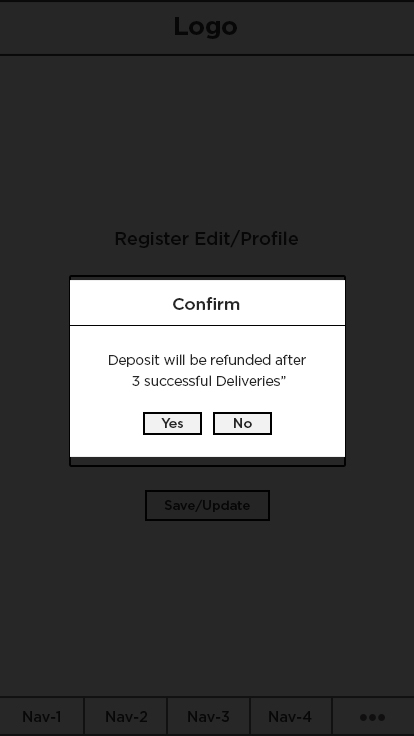 Logo
Register Edit/Profile
Confirm
Deposit will be refunded after
3 successful Deliveries”
Yes No
Save/Update
Nav-1 Nav-2 Nav-3 Nav-4